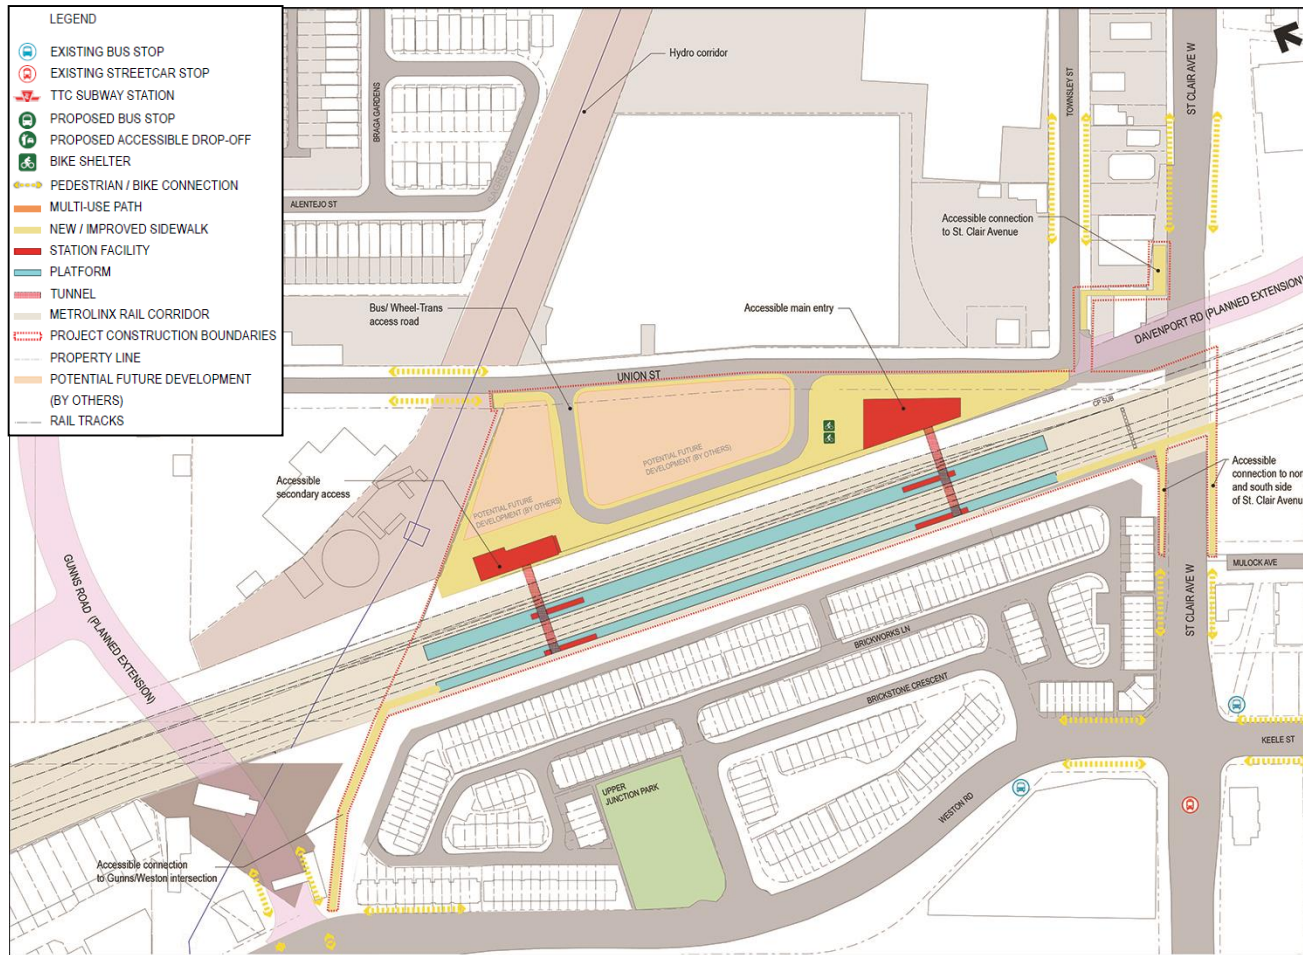 LEGEND
EXISTING BUS STOP
EXISTING STREETCAR STOP
TTC SUBWAY STATION
PROPOSED BUS STOP
PROPOSED ACCESSIBLE DROP-OFF
BIKE SHELTER
PEDESTRIAN / BIKE CONNECTION
MULTI-USE PATH
NEW / IMPROVED SIDEWALK
STATION FACILITY
PLATFORM
TUNNEL
METROLINX RAIL CORRIDOR
PROJECT CONSTRUCTION BOUNDARIES
PROPERTY LINE
POTENTIAL FUTURE DEVELOPMENT
(BY OTHERS)
RAIL TRACKS
Hydro corridor
BRAGA GARDENS
ALENTEJO ST
TOWNSLEY ST
ST CLAIR AVE W
Accessible connection
to St. Clair Avenue
DAVENPORT RD (PLANNED EXTENSION)
Bus/ Wheel-Trans
access road
Accessible main entry
UNION ST
CP SUB
POTENTIAL FUTURE
DEVELOPMENT (BY OTHERS)
POTENTIAL FUTURE
DEVELOPMENT (BY OTHERS)
Accessible
secondary access
Accessible
connection to nor
and south side
of St. Clair Avenu
MULOCK AVE
GUNNS ROAD (PLANNED EXTENSION)
ST CLAIR AVE W
BRICKWORKS LN
BRICKSTONE CRESCENT
KEELE ST
UPPER
JUNCTION PARK
WESTON RD
Accessible connection
to Gunns/Weston intersection